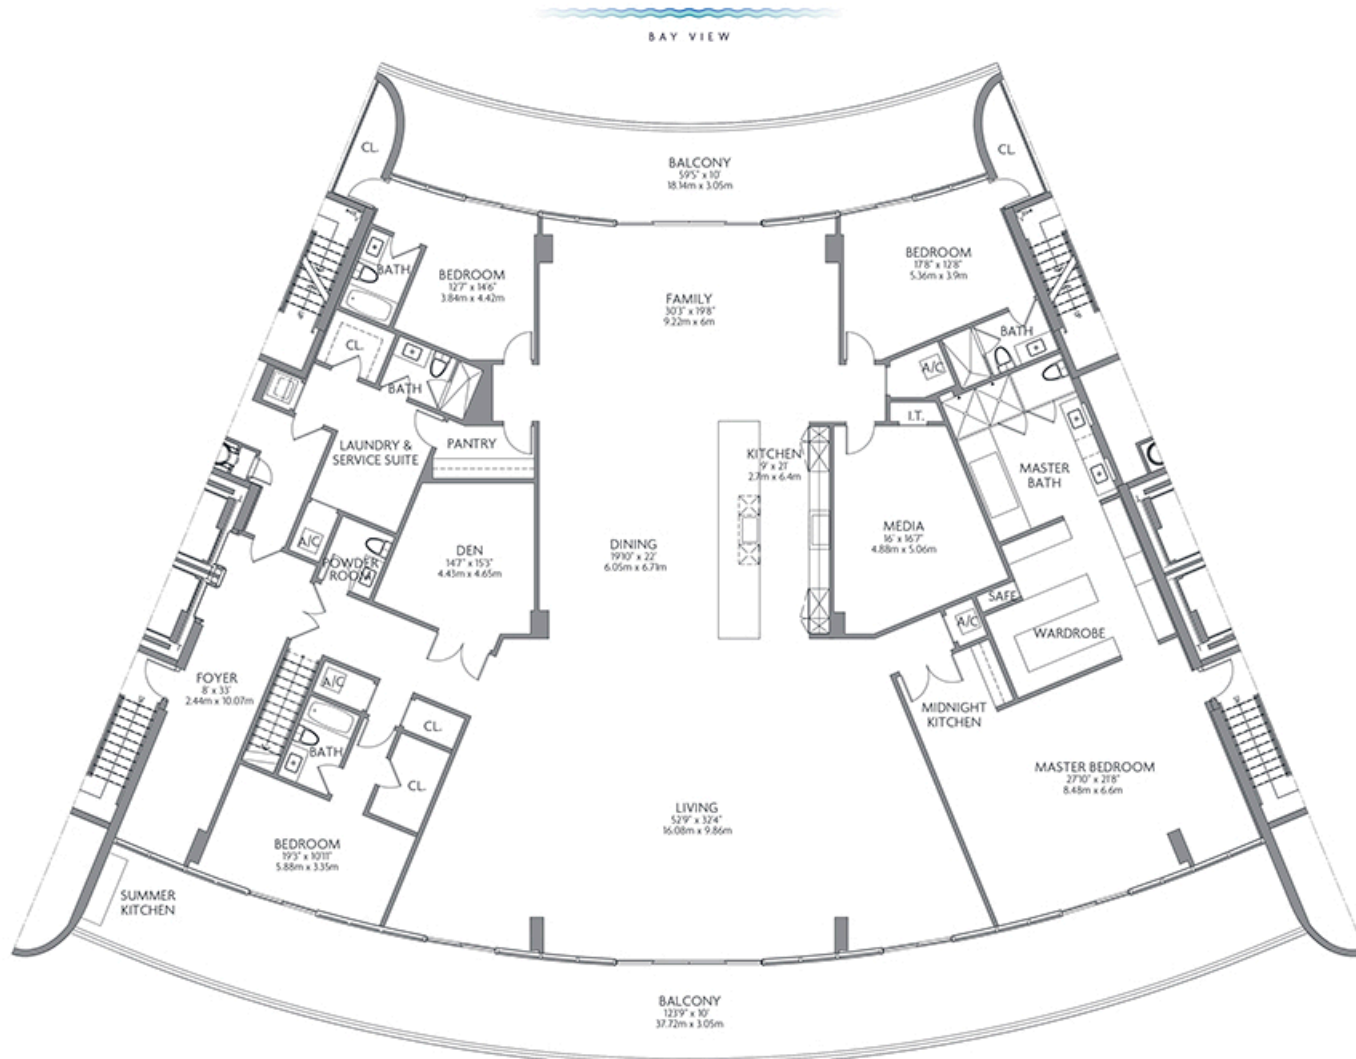 BAY VIEW
BALCONY
59'5" x 10'
18.14m x 3.05m
CL.
CL.
BATH
BEDROOM
12'7" x 14'6"
3.84m x 4.42m
FAMILY
30'3" x 19'8"
9.22m x 6m
BEDROOM
17'8" x 12'8"
5.36m x 3.9m
BATH
CL.
BATH
A/C
I.T.
LAUNDRY &
SERVICE SUITE
PANTRY
KITCHEN
9' x 21'
2.7m x 6.4m
MASTER
BATH
A/C
POWDER
ROOM
DEN
14'7" x 15'3"
4.43m x 4.65m
DINING
19'10" x 22'
6.05m x 6.71m
MEDIA
16' x 16'7"
4.88m x 5.06m
SAFE
A/C
WARDROBE
FOYER
8' x 33'
2.44m x 10.07m
A/C
CL.
BATH
CL.
MIDNIGHT
KITCHEN
MASTER BEDROOM
27'10" x 21'8"
8.48m x 6.6m
LIVING
52'9" x 32'4"
16.08m x 9.86m
BEDROOM
19'3" x 10'11"
5.88m x 3.35m
SUMMER
KITCHEN
BALCONY
123'9" x 10'
37.72m x 3.05m